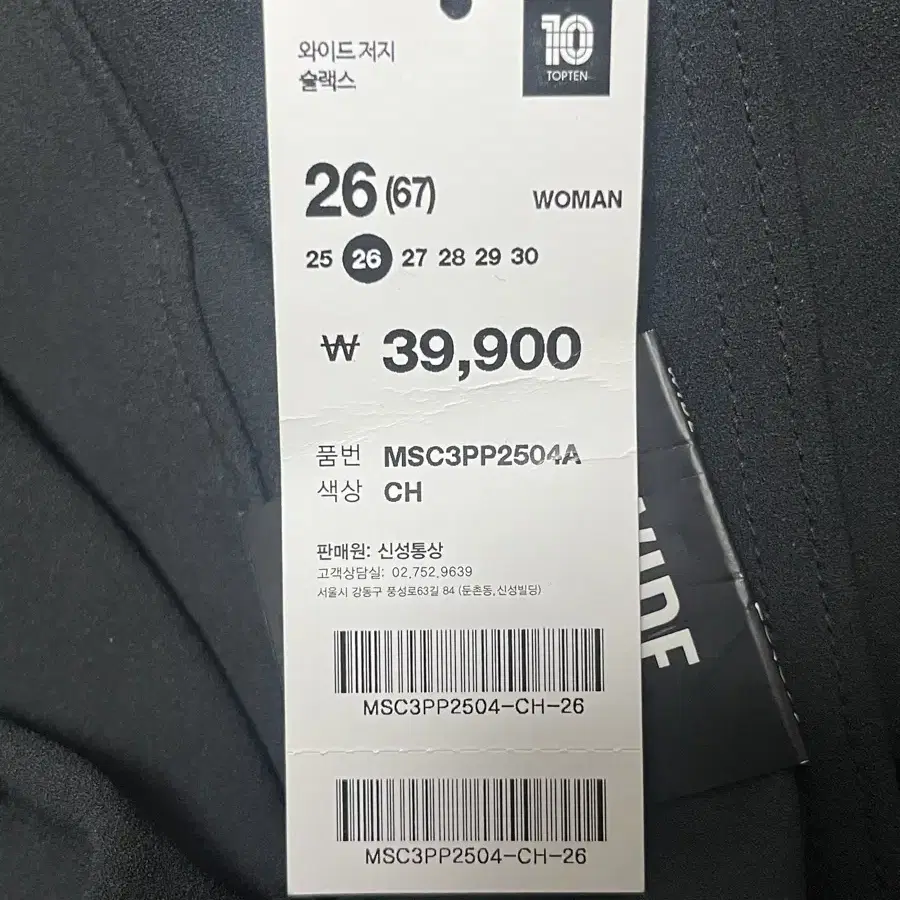 와이드 저지
슬랙스
10
TOPTEN
26 (67)
WOMAN
25 26 27 28 29 30
₩ 39,900
품번 MSC3PP2504A
색상 CH
판매원: 신성통상
고객상담실: 02.752.9639
서울시 강동구 풍성로63길 84 (둔촌동, 신성빌딩)
MSC3PP2504-CH-26
MSC3PP2504-CH-26